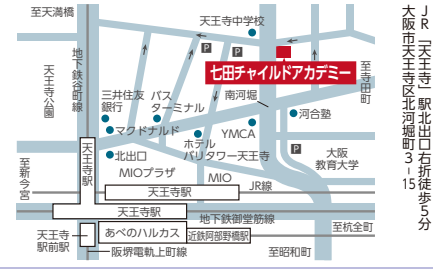 至天満橋
天王寺中学校
P
P
七田チャイルドアカデミー
地下鉄谷町線
天王寺公園
三井住友
銀行
バス
ターミナル
南河堀
至寺田町
マクドナルド
YMCA
河合塾
北出口
ホテル
バリタワー天王寺
P
大阪
教育大学
至新今宮
天王寺駅
MIOプラザ
MIO
JR線
天王寺駅
天王寺駅
地下鉄御堂筋線
天王寺
駅前駅
あべのハルカス
近鉄阿部野橋駅
至杭全町
阪堺電軌上町線
至昭和町
JR「天王寺」駅北出口右折徒歩5分
大阪市天王寺区北河堀町3-15